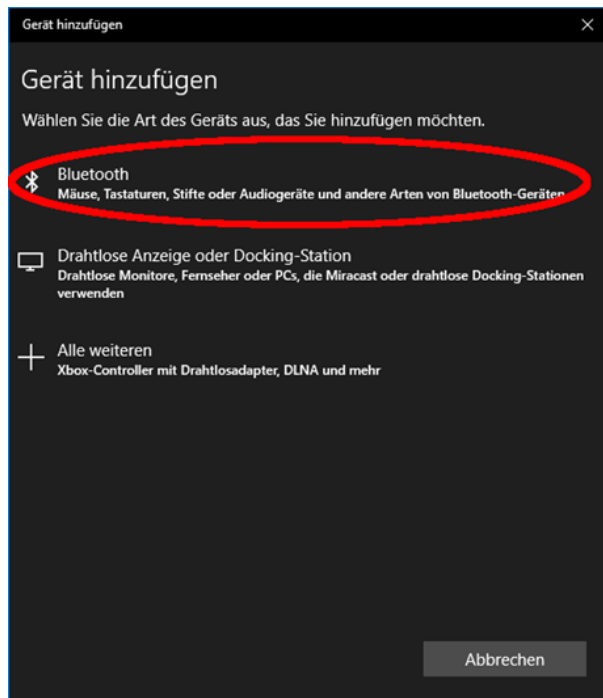 Gerät hinzufügen
Gerät hinzufügen
Wählen Sie die Art des Geräts aus, das Sie hinzufügen möchten.
Bluetooth
Mäuse, Tastaturen, Stifte oder Audiogeräte und andere Arten von Bluetooth-Geräten
Drahtlose Anzeige oder Docking-Station
Drahtlose Monitore, Fernseher oder PCs, die Miracast oder drahtlose Docking-Stationen
verwenden
Alle weiteren
Xbox-Controller mit Drahtlosadapter, DLNA und mehr
Abbrechen